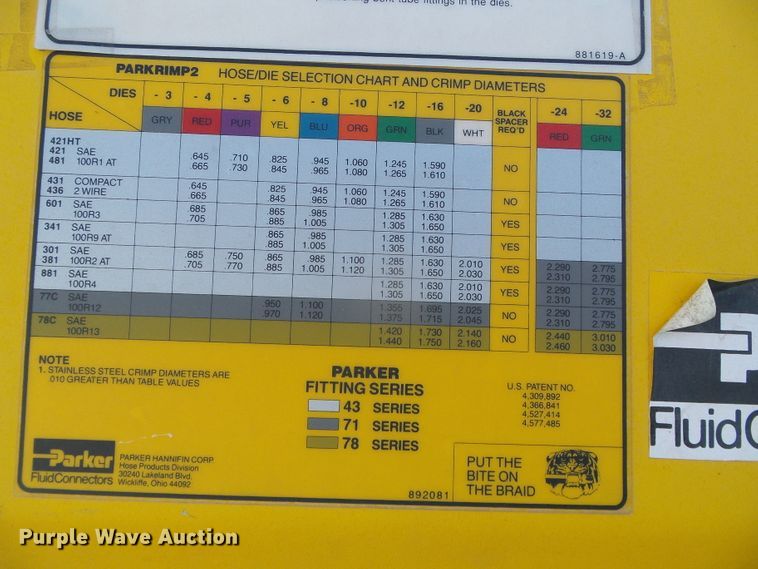 bent tube fittings in the dies.
881619-A
PARKRIMP2 HOSE/DIE SELECTION CHART AND CRIMP DIAMETERS
DIES - 3 - 4 - 5 - 6 - 8 -10 -12 -16 -20 BLACK SPACER REQ'D -24 -32
HOSE GRY RED PUR YEL BLU ORG GRN BLK WHT RED GRN
421HT
421 SAE .645 .710 .825 .945 1.060 1.245 1.590
481 100R1 AT .665 .730 .845 .965 1.080 1.265 1.610 NO
431 COMPACT .645 .825 .945 1.060 1.245 1.590
436 2 WIRE .665 .845 .965 1.080 1.265 1.610 NO
601 SAE .685 .865 .985 1.285 1.630
100R3 .705 .885 1.005 1.305 1.650 YES
341 SAE .865 .985 1.285 1.630
100R9 AT .885 1.005 1.305 1.650 YES
301 SAE .685 .750 .865 .985 1.100 1.285 1.630 2.010 2.290 2.775
381 100R2 AT .705 .770 .885 1.005 1.120 1.305 1.650 2.030 YES 2.310 2.795
881 SAE 1.285 1.630 2.010 2.290 2.775
100R4 1.305 1.650 2.030 YES 2.310 2.795
77C SAE .950 1.100 1.355 1.695 2.025 2.290 2.775
100R12 .970 1.120 1.375 1.715 2.045 NO 2.310 2.795
78C SAE 1.420 1.730 2.140 2.440 3.010
100R13 1.440 1.750 2.160 NO 2.460 3.030
NOTE
1. STAINLESS STEEL CRIMP DIAMETERS ARE
.010 GREATER THAN TABLE VALUES
PARKER
FITTING SERIES
43 SERIES
71 SERIES
78 SERIES
U.S. PATENT NO.
4,309,892
4,366,841
4,527,414
4,577,485
Parker
FluidConnectors
PARKER HANNIFIN CORP
Hose Products Division
30240 Lakeland Blvd.
Wickliffe, Ohio 44092
892081
PUT THE
BITE ON
THE BRAID
FluidC
Purple Wave Auction